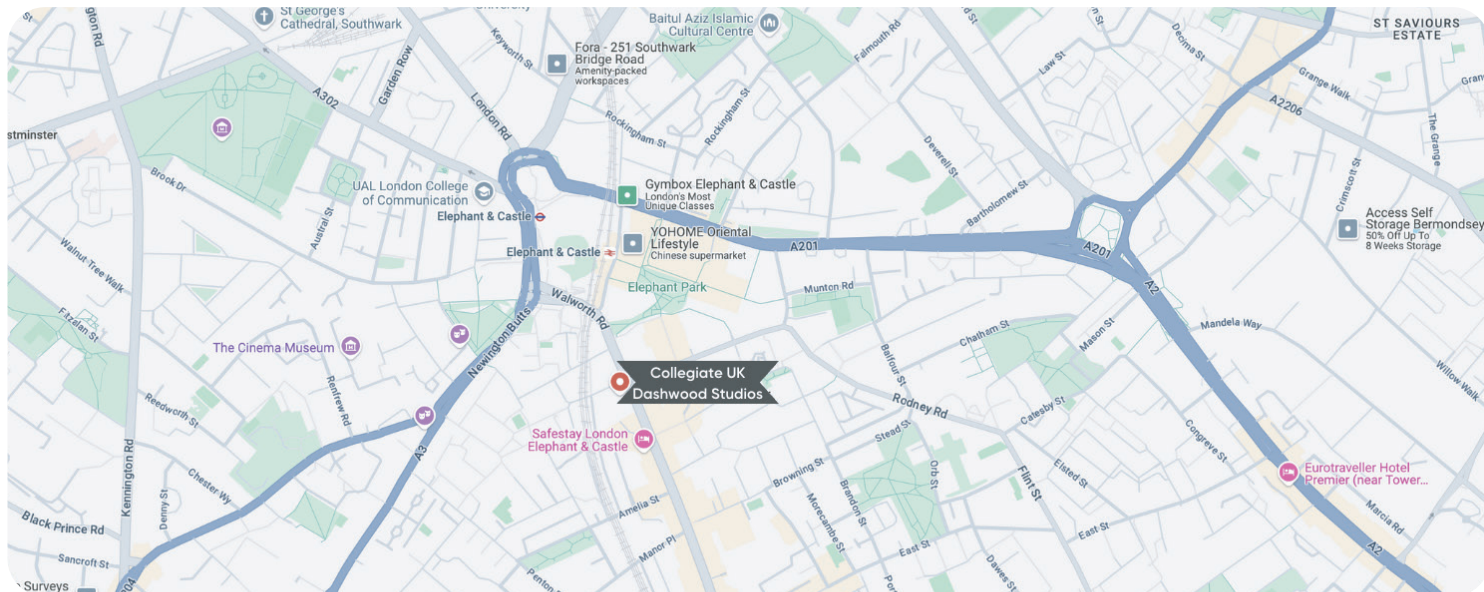 St George's
Cathedral, Southwark
University
Baitul Aziz Islamic
Cultural Centre
ST SAVIOURS
ESTATE
Keyworth St
Fora - 251 Southwark
Bridge Road
Amenity-packed
workspaces
Garden Row
A302
London Rd
Rockingham St
Rockingham St
Falmouth Rd
Law St
Decima St
Grange Walk
A2206
The Grange
Crimscott St
Brook Dr
Austral St
UAL London College
of Communication
Elephant & Castle
Elephant & Castle
Gymbox Elephant & Castle
London's Most
Unique Classes
YOHOME Oriental
Lifestyle
Chinese supermarket
Deverell St
Bartholomew St
A201
A201
A2
Access Self
Storage Bermondsey
50% Off Up To
8 Weeks Storage
Walnut Tree Walk
Fitzalan St
Elephant Park
Walworth Rd
Munton Rd
Newington Butts
The Cinema Museum
Renfrew Rd
Reedworth St
Kennington Rd
Collegiate UK
Dashwood Studios
Balfour St
Chatham St
Mason St
Mandela Way
Willow Walk
Rodney Rd
Catesby St
Congreve St
Safestay London
Elephant & Castle
A3
Chester Wy
Denny St
Black Prince Rd
Sancroft St
Stead St
Browning St
Orb St
Flint St
Elsted St
Brandon St
Morecambe St
Amelia St
Manor Pl
Penton
East St
East St
Dawes St
Eurotraveller Hotel
Premier (near Tower...
Marcia Rd
A2
Surveys